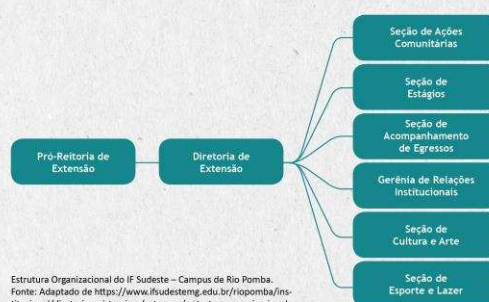 Seção de Ações
Comunitárias
Seção de
Estágios
Seção de
Acompanhamento
de Egressos
Pró-Reitoria de
Extensão
Diretoria de
Extensão
Gerênia de Relações
Institucionais
Seção de
Cultura e Arte
Seção de
Esporte e Lazer
Estrutura Organizacional do IF Sudeste – Campus de Rio Pomba.
Fonte: Adaptado de https://www.ifsudestemg.edu.br/riopomba/ins-